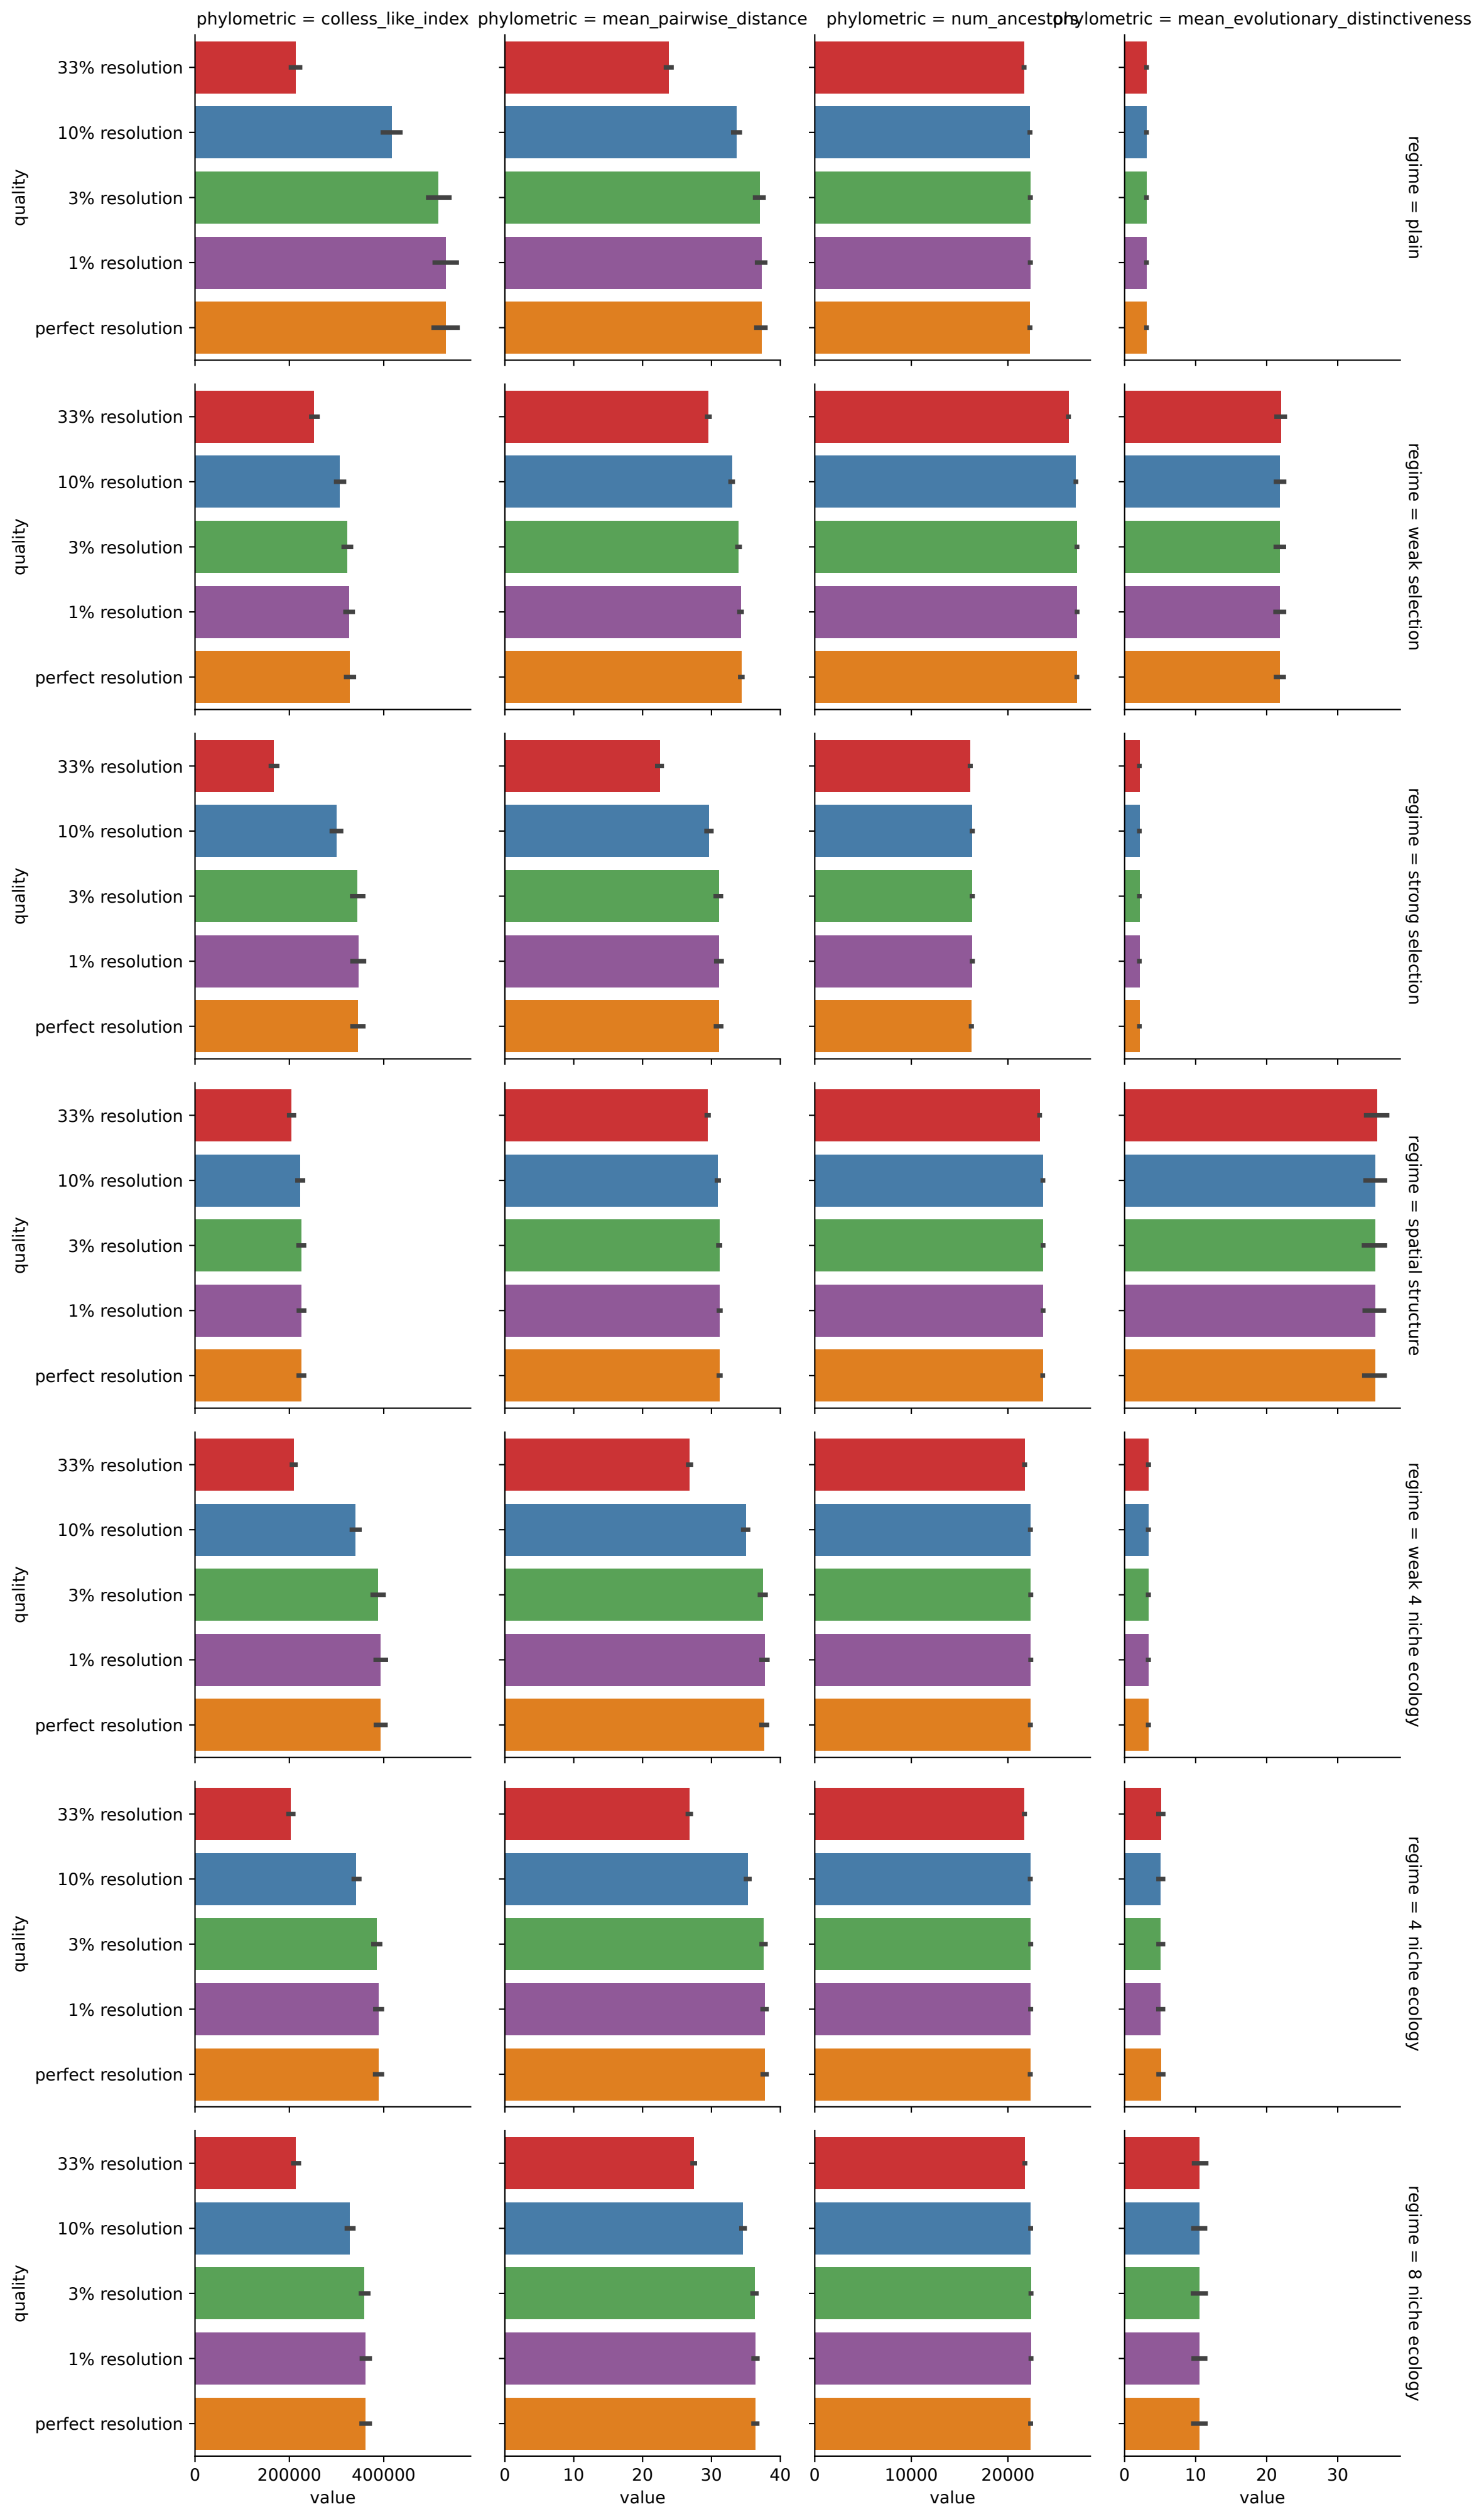 phylometric = colless_like_index
phylometric = mean_pairwise_distance
phylometric = num_ancestors
phylometric = mean_evolutionary_distinctiveness
33% resolution
10% resolution
3% resolution
1% resolution
perfect resolution
quality
regime = plain
33% resolution
10% resolution
3% resolution
1% resolution
perfect resolution
quality
regime = weak selection
33% resolution
10% resolution
3% resolution
1% resolution
perfect resolution
quality
regime = strong selection
33% resolution
10% resolution
3% resolution
1% resolution
perfect resolution
quality
regime = spatial structure
33% resolution
10% resolution
3% resolution
1% resolution
perfect resolution
quality
regime = weak 4 niche ecology
33% resolution
10% resolution
3% resolution
1% resolution
perfect resolution
quality
regime = 4 niche ecology
33% resolution
10% resolution
3% resolution
1% resolution
perfect resolution
quality
regime = 8 niche ecology
0 200000 400000
value
0 10 20 30 40
value
0 10000 20000
value
0 10 20 30
value